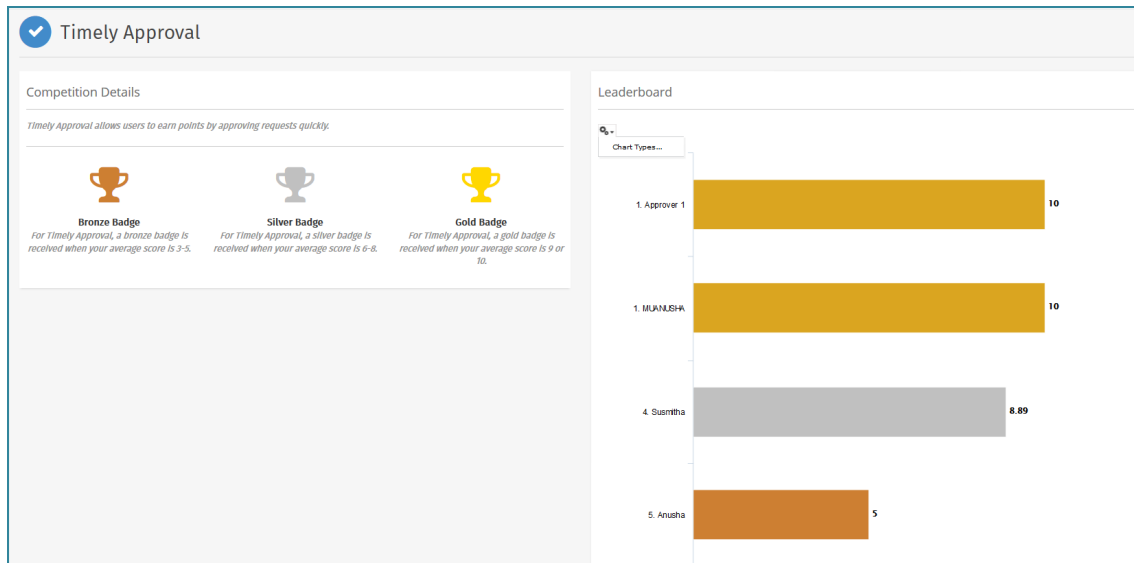 Timely Approval
Competition Details
Timely Approval allows users to earn points by approving requests quickly.
Bronze Badge
For Timely Approval, a bronze badge is
received when your average score is 3-5.
Silver Badge
For Timely Approval, a silver badge is
received when your average score is 6-8.
Gold Badge
For Timely Approval, a gold badge is
received when your average score is 9 or
10.
Leaderboard
Chart Types...
1. Approver 1
10
1. MUANUSHA
10
4. Susmitha
8.89
5. Anusha
5